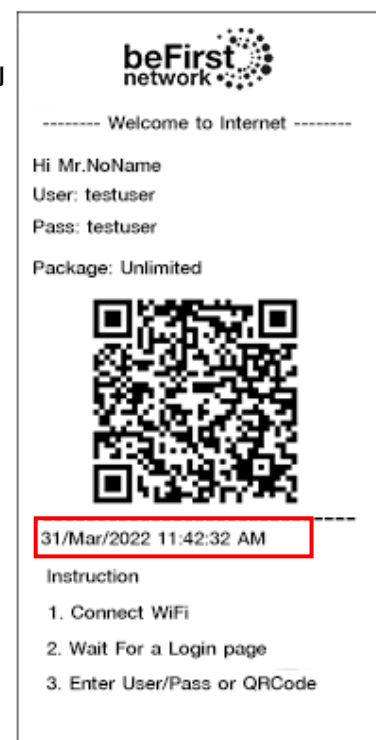 beFirst
network
-------- Welcome to Internet --------
Hi Mr.NoName
User: testuser
Pass: testuser
Package: Unlimited
31/Mar/2022 11:42:32 AM
Instruction
1. Connect WiFi
2. Wait For a Login page
3. Enter User/Pass or QRCode